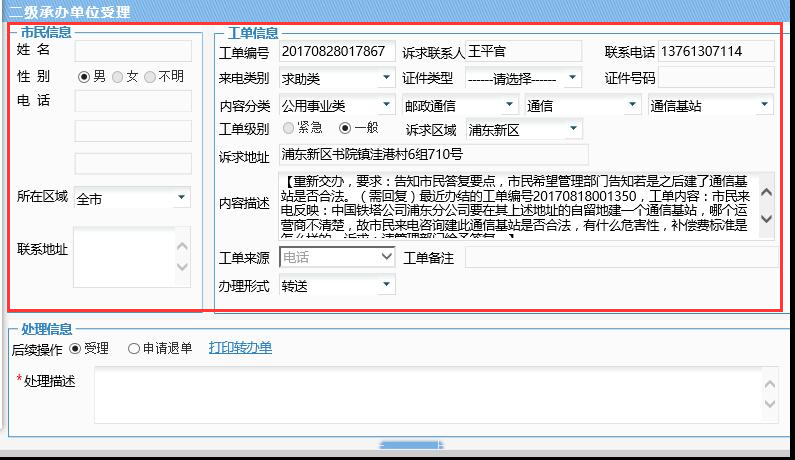 二级承办单位受理
市民信息
姓 名
性 别 男 女 不明
电 话
所在区域 全市
联系地址
工单信息
工单编号 20170828017867 诉求联系人 王平官 联系电话 13761307114
来电类别 求助类 证件类型 ------请选择------ 证件号码
内容分类 公用事业类 邮政通信 通信 通信基站
工单级别 紧急 一般 诉求区域 浦东新区
诉求地址 浦东新区书院镇洼港村6组710号
内容描述
【重新交办，要求：告知市民答复要点，市民希望管理部门告知若是之后建了通信基
站是否合法。（需回复）最近办结的工单编号20170818001350，工单内容：市民来
电反映：中国铁塔公司浦东分公司要在其上述地址的自留地建一个通信基站，哪个运
营商不清楚，故市民来电咨询建此通信基站是否合法，有什么危害性，补偿费标准是
怎么样的。诉求：请管理部门给予答复。】
工单来源 电话 工单备注
办理形式 转送
处理信息
后续操作 受理 申请退单 打印转办单
*处理描述